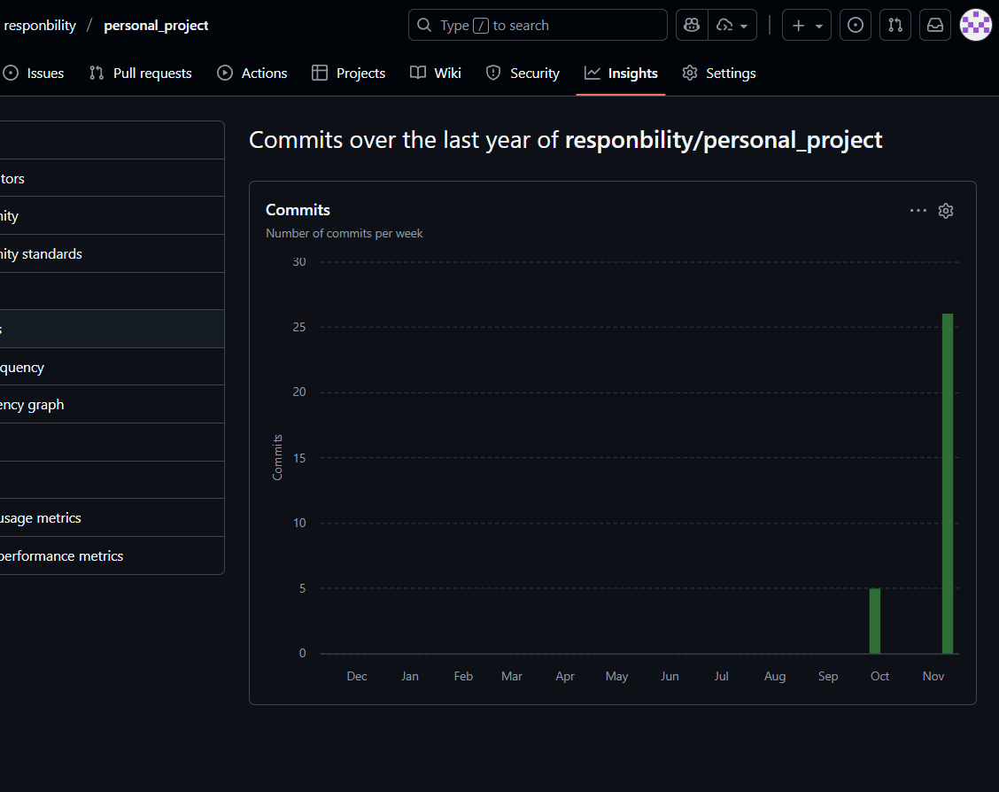 responbility / personal_project
Type / to search
Issues Pull requests Actions Projects Wiki Security Insights Settings
tors
nity
nity standards
s
quency
ency graph
usage metrics
performance metrics
Commits over the last year of responbility/personal_project
Commits
Number of commits per week
30
25
20
15
10
5
0
Commits
Dec Jan Feb Mar Apr May Jun Jul Aug Sep Oct Nov